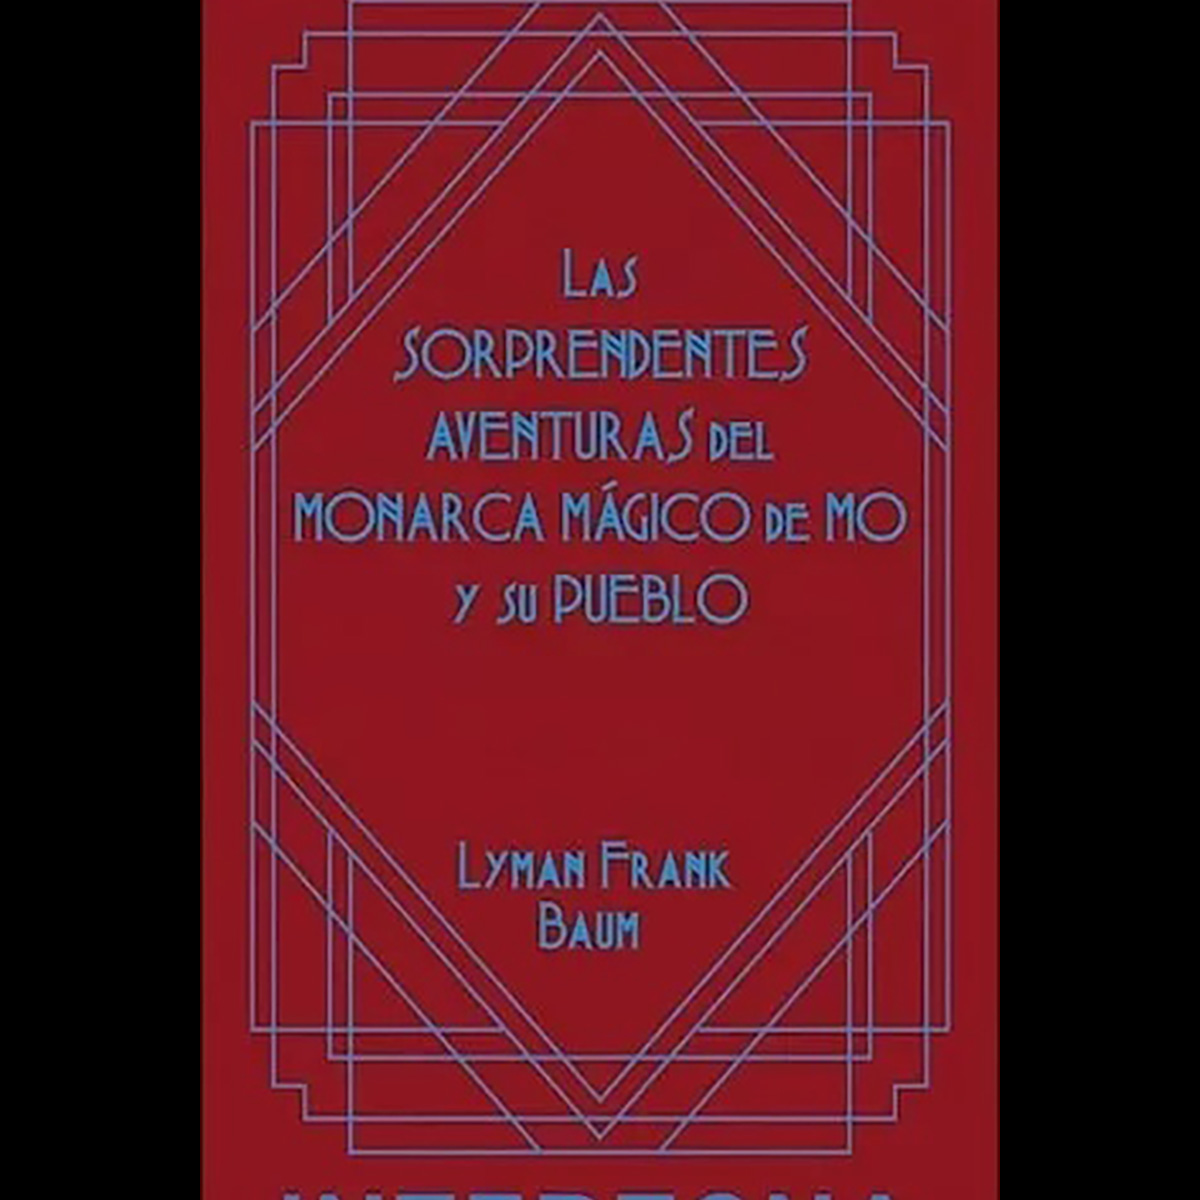 Las
SORPRENDENTES
AVENTURAS DEL
MONARCA MÁGICO DE MO
Y SU PUEBLO
Lyman Frank
Baum